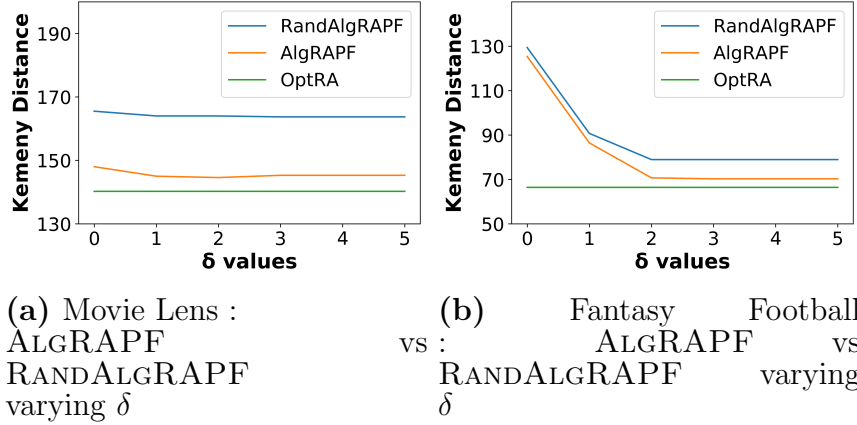 190
170
150
130
Kemeny Distance
RandAlgRAPF
AlgRAPF
OptRA
0 1 2 3 4 5
δ values
130
110
90
70
50
Kemeny Distance
RandAlgRAPF
AlgRAPF
OptRA
0 1 2 3 4 5
δ values
(a) Movie Lens :
ALGRAPF vs
RANDALGRAPF
varying δ
(b) Fantasy Football
: ALGRAPF vs
RANDALGRAPF varying
δ